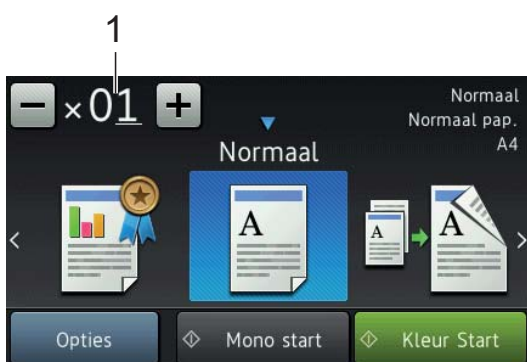 1
- ×01 +
Normaal
Normaal pap.
A4
Normaal
A
A
A
Opties
Mono start
Kleur Start